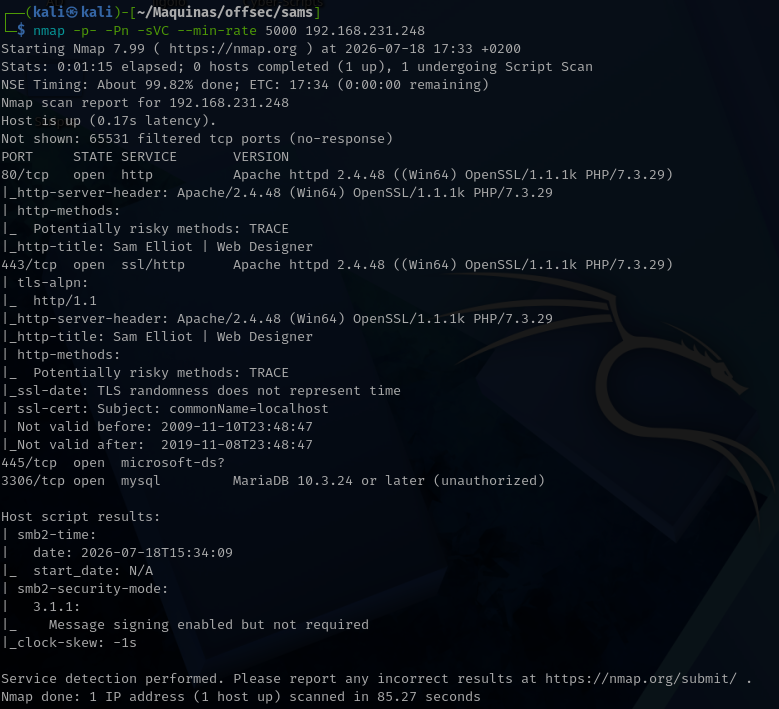 ┌──(kali㉿kali)-[~/Maquinas/offsec/sams]
└─$ nmap -p- -Pn -sVC --min-rate 5000 192.168.231.248
Starting Nmap 7.99 ( https://nmap.org ) at 2026-07-18 17:33 +0200
Stats: 0:01:15 elapsed; 0 hosts completed (1 up), 1 undergoing Script Scan
NSE Timing: About 99.82% done; ETC: 17:34 (0:00:00 remaining)
Nmap scan report for 192.168.231.248
Host is up (0.17s latency).
Not shown: 65531 filtered tcp ports (no-response)
PORT     STATE SERVICE       VERSION
80/tcp   open  http          Apache httpd 2.4.48 ((Win64) OpenSSL/1.1.1k PHP/7.3.29)
|_http-server-header: Apache/2.4.48 (Win64) OpenSSL/1.1.1k PHP/7.3.29
| http-methods:
|_  Potentially risky methods: TRACE
|_http-title: Sam Elliot | Web Designer
443/tcp  open  ssl/http      Apache httpd 2.4.48 ((Win64) OpenSSL/1.1.1k PHP/7.3.29)
| tls-alpn:
|_  http/1.1
|_http-server-header: Apache/2.4.48 (Win64) OpenSSL/1.1.1k PHP/7.3.29
|_http-title: Sam Elliot | Web Designer
| http-methods:
|_  Potentially risky methods: TRACE
|_ssl-date: TLS randomness does not represent time
| ssl-cert: Subject: commonName=localhost
| Not valid before: 2009-11-10T23:48:47
|_Not valid after:  2019-11-08T23:48:47
445/tcp  open  microsoft-ds?
3306/tcp open  mysql         MariaDB 10.3.24 or later (unauthorized)

Host script results:
| smb2-time:
|   date: 2026-07-18T15:34:09
|_  start_date: N/A
| smb2-security-mode:
|   3.1.1:
|_    Message signing enabled but not required
|_clock-skew: -1s

Service detection performed. Please report any incorrect results at https://nmap.org/submit/ .
Nmap done: 1 IP address (1 host up) scanned in 85.27 seconds